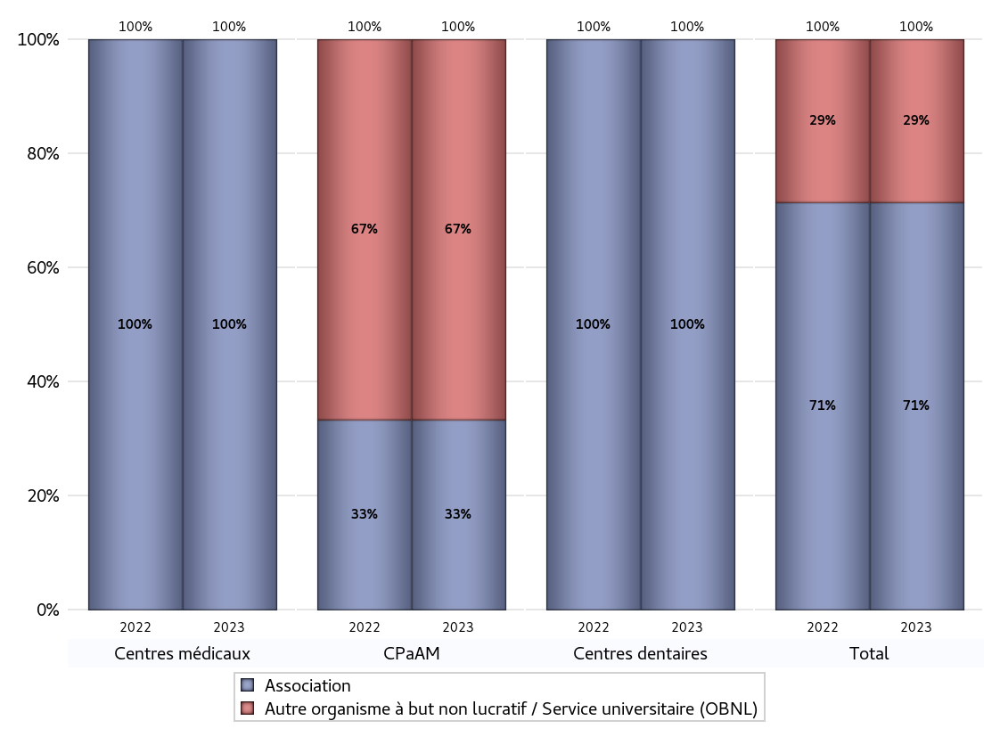 100% 100% 100% 100% 100% 100% 100% 100%
100%
29% 29%
80%
67% 67%
60%
100% 100% 100% 100%
71% 71%
40%
33% 33%
20%
0%
2022 2023 2022 2023 2022 2023 2022 2023
Centres médicaux CPaAM Centres dentaires Total
Association
Autre organisme à but non lucratif / Service universitaire (OBNL)